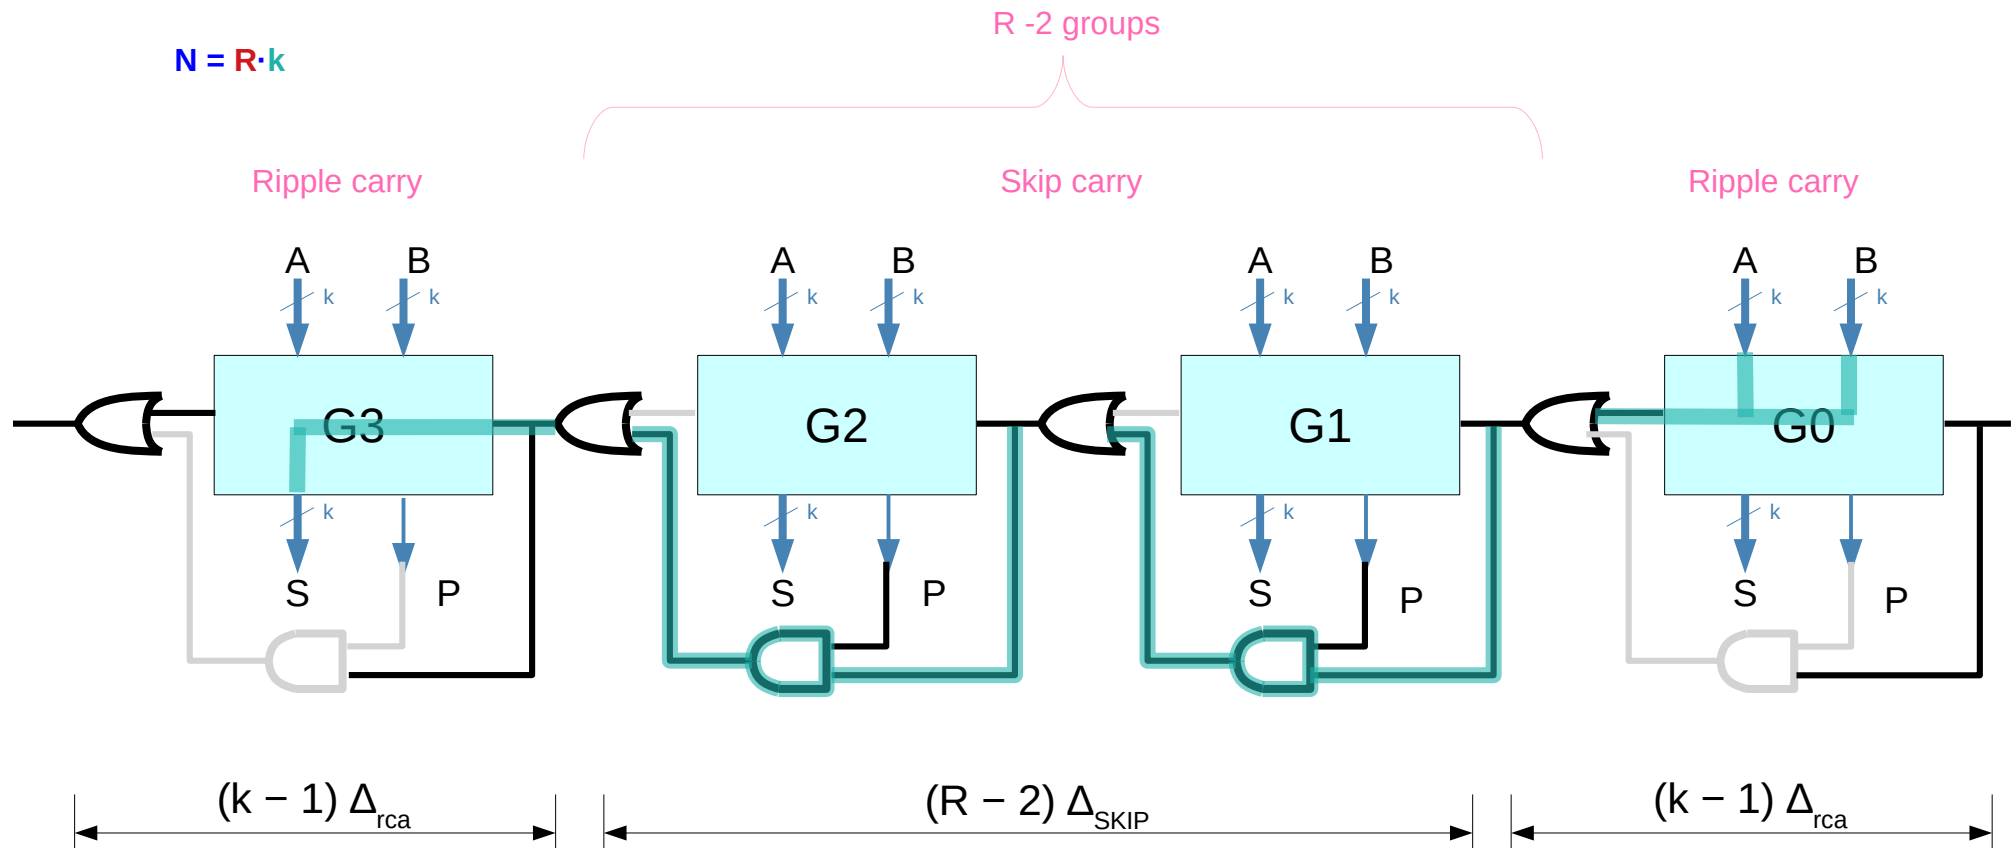 R -2 groups
N = R·k
Ripple carry
Skip carry
Ripple carry
A B A B A B A B
k k k k k k k k
G3 G2 G1 G0
k k k k
S P S P S P S P
(k − 1) Δrca
(R − 2) ΔSKIP
(k − 1) Δrca